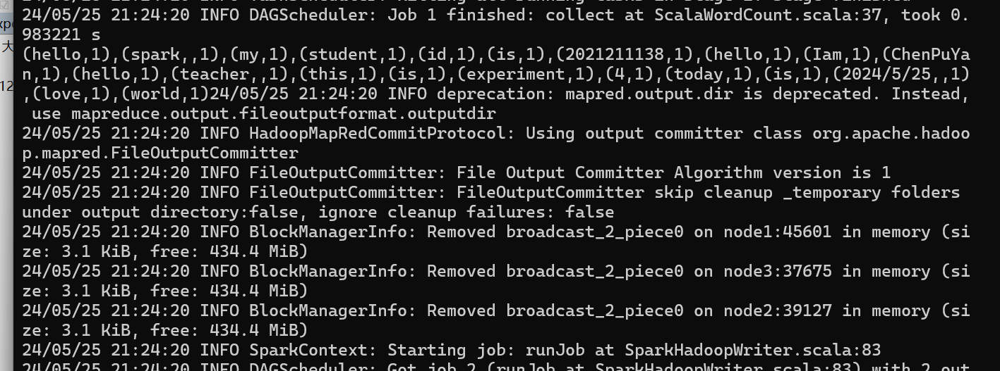 24/05/25 21:24:20 INFO DAGScheduler: Job 1 finished: collect at ScalaWordCount.scala:37, took 0.
983221 s
(hello,1),(spark,,1),(my,1),(student,1),(id,1),(is,1),(2021211138,1),(hello,1),(Iam,1),(ChenPuYa
n,1),(hello,1),(teacher,,1),(this,1),(is,1),(experiment,1),(4,1),(today,1),(is,1),(2024/5/25,,1)
,(love,1),(world,1)24/05/25 21:24:20 INFO deprecation: mapred.output.dir is deprecated. Instead,
 use mapreduce.output.fileoutputformat.outputdir
24/05/25 21:24:20 INFO HadoopMapRedCommitProtocol: Using output committer class org.apache.hadoo
p.mapred.FileOutputCommitter
24/05/25 21:24:20 INFO FileOutputCommitter: File Output Committer Algorithm version is 1
24/05/25 21:24:20 INFO FileOutputCommitter: FileOutputCommitter skip cleanup _temporary folders
under output directory:false, ignore cleanup failures: false
24/05/25 21:24:20 INFO BlockManagerInfo: Removed broadcast_2_piece0 on node1:45601 in memory (si
ze: 3.1 KiB, free: 434.4 MiB)
24/05/25 21:24:20 INFO BlockManagerInfo: Removed broadcast_2_piece0 on node3:37675 in memory (si
ze: 3.1 KiB, free: 434.4 MiB)
24/05/25 21:24:20 INFO BlockManagerInfo: Removed broadcast_2_piece0 on node2:39127 in memory (si
ze: 3.1 KiB, free: 434.4 MiB)
24/05/25 21:24:20 INFO SparkContext: Starting job: runJob at SparkHadoopWriter.scala:83
24/05/25 21:24:20 INFO DAGScheduler: Got job 2 (runJob at SparkHadoopWriter.scala:83) with 2 out
xp
大
12